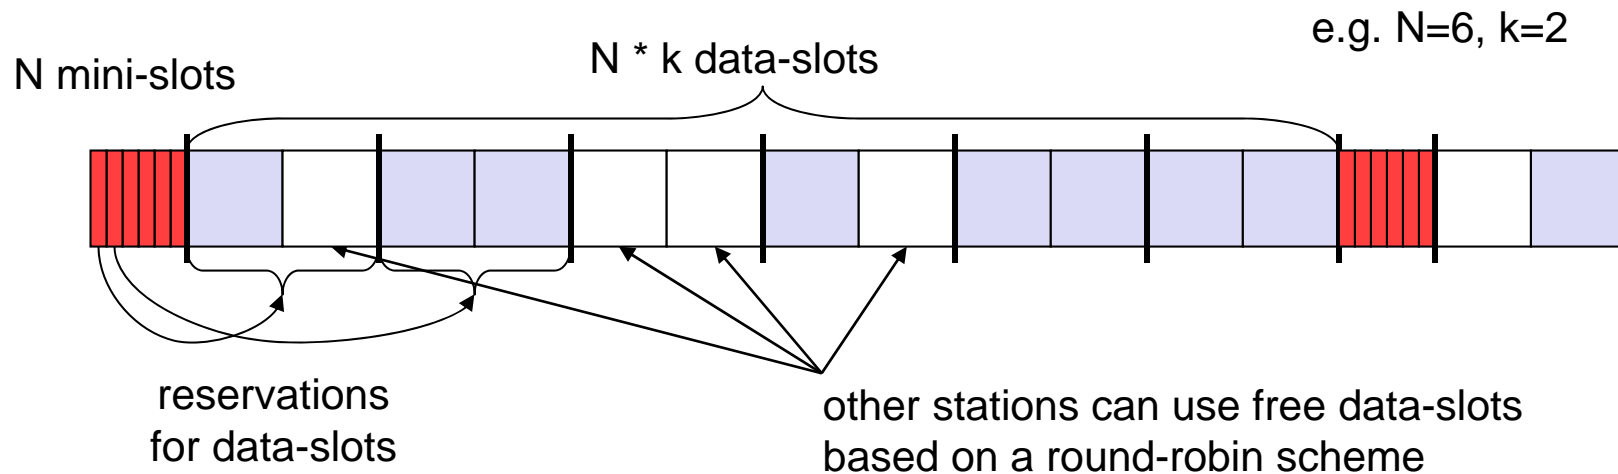 e.g. N=6, k=2
N mini-slots
N * k data-slots
reservations
for data-slots
other stations can use free data-slots
based on a round-robin scheme